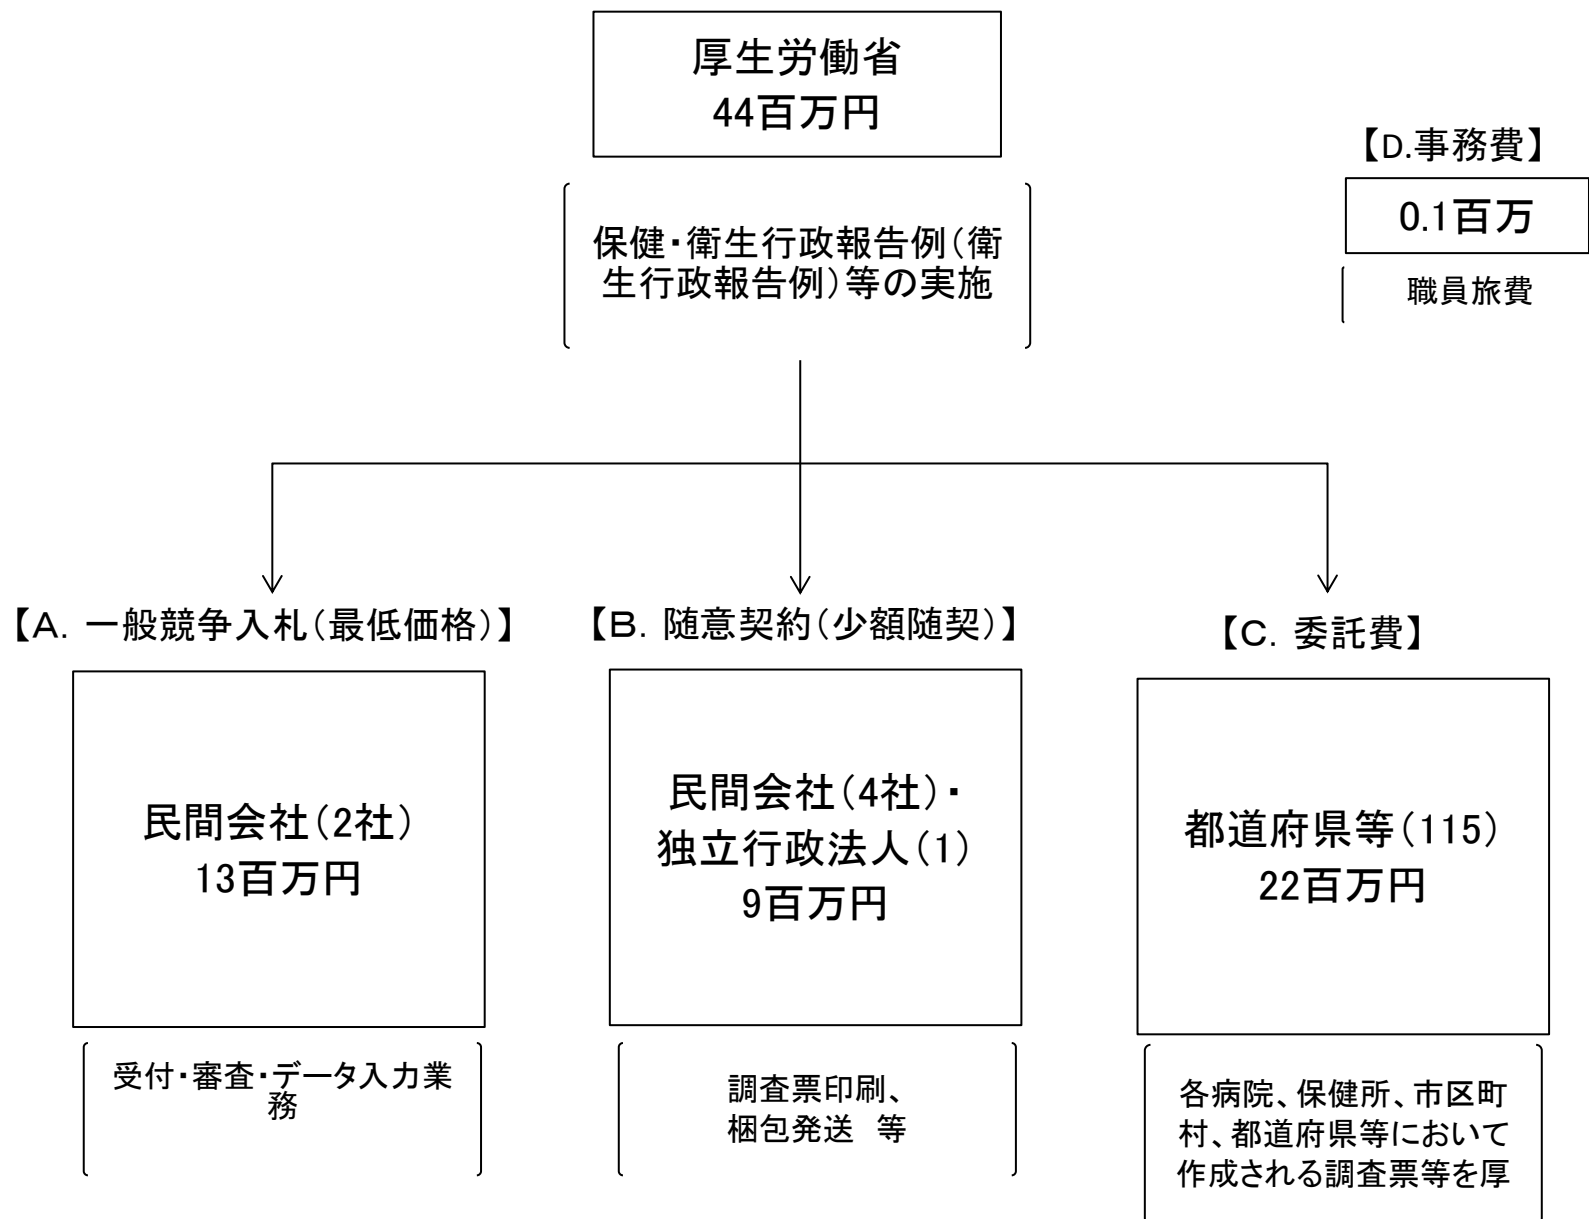 厚生労働省
44百万円
【D.事務費】
0.1百万
職員旅費
保健・衛生行政報告例(衛
生行政報告例)等の実施
【A. 一般競争入札(最低価格)】
【B. 随意契約(少額随契)】
【C. 委託費】
民間会社(2社)
13百万円
民間会社(4社)・
独立行政法人(1)
9百万円
都道府県等(115)
22百万円
受付・審査・データ入力業
務
調査票印刷、
梱包発送　等
各病院、保健所、市区町
村、都道府県等において
作成される調査票等を厚